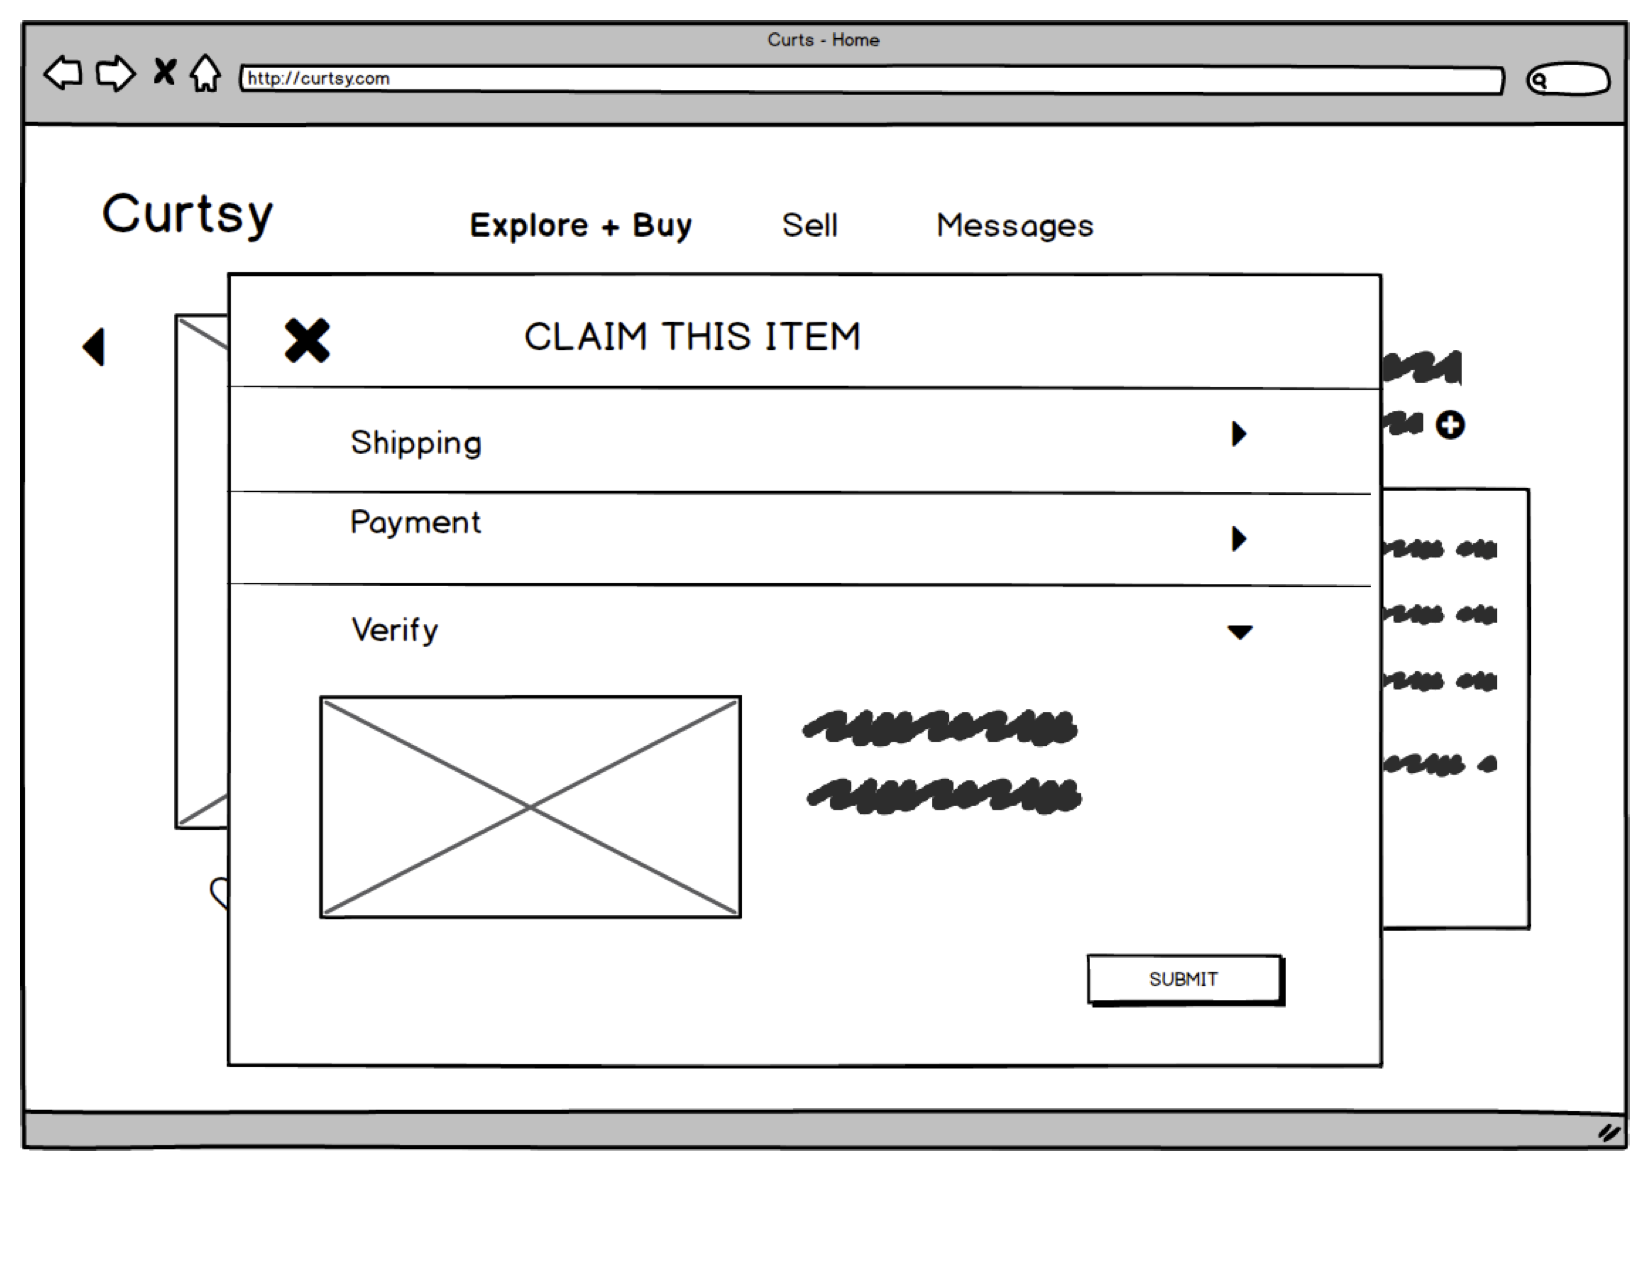 Curts - Home
http://curtsy.com
Curtsy
Explore + Buy Sell Messages
CLAIM THIS ITEM
Shipping
Payment
Verify
SUBMIT